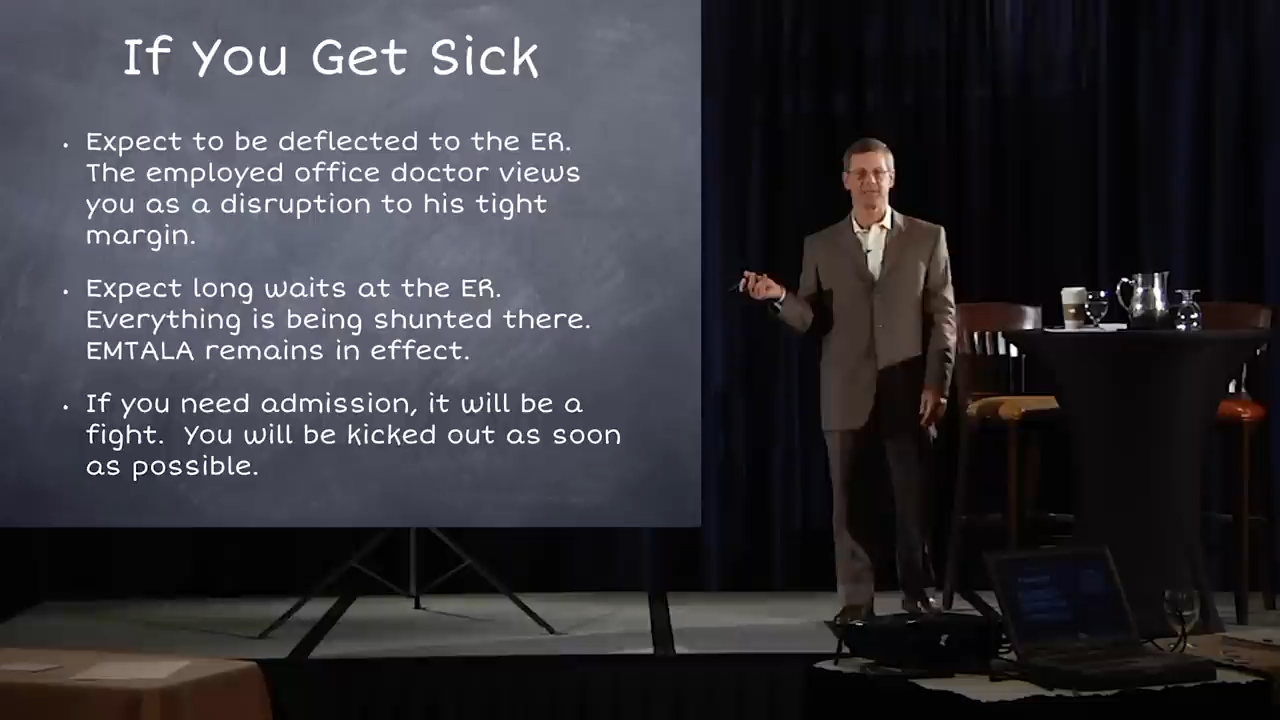 If You Get Sick
• Expect to be deflected to the ER.
The employed office doctor views
you as a disruption to his tight
margin.
• Expect long waits at the ER.
Everything is being shunted there.
EMTALA remains in effect.
• If you need admission, it will be a
fight. You will be kicked out as soon
as possible.